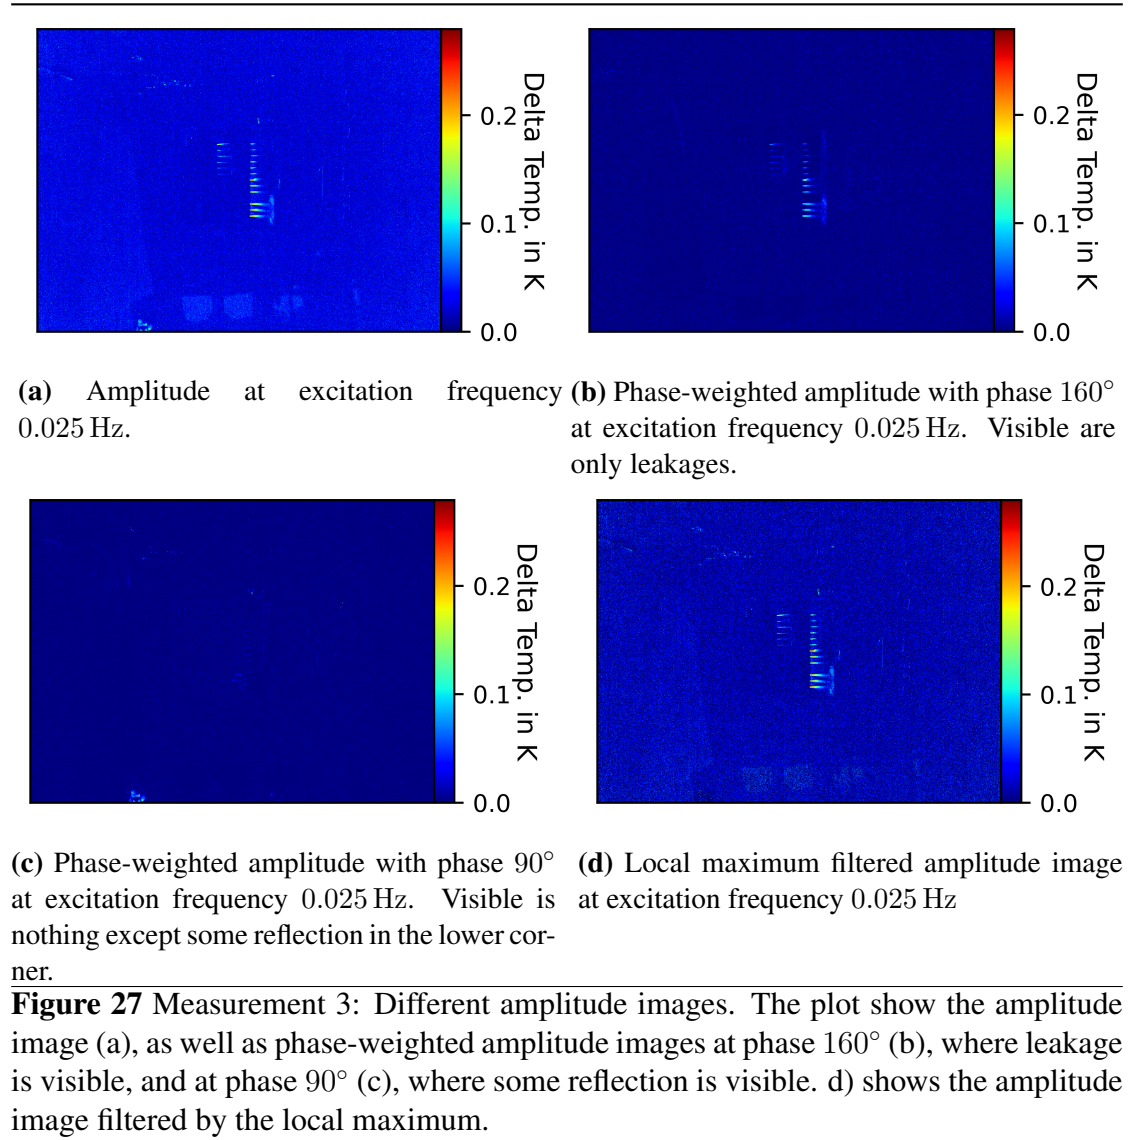 0.2
0.1
0.0
Delta Temp. in K
0.2
0.1
0.0
Delta Temp. in K
(a) Amplitude at excitation frequency
0.025 Hz.
(b) Phase-weighted amplitude with phase 160°
at excitation frequency 0.025 Hz. Visible are
only leakages.
0.2
0.1
0.0
Delta Temp. in K
0.2
0.1
0.0
Delta Temp. in K
(c) Phase-weighted amplitude with phase 90°
at excitation frequency 0.025 Hz. Visible is
nothing except some reflection in the lower cor-
ner.
(d) Local maximum filtered amplitude image
at excitation frequency 0.025 Hz
Figure 27 Measurement 3: Different amplitude images. The plot show the amplitude
image (a), as well as phase-weighted amplitude images at phase 160° (b), where leakage
is visible, and at phase 90° (c), where some reflection is visible. d) shows the amplitude
image filtered by the local maximum.